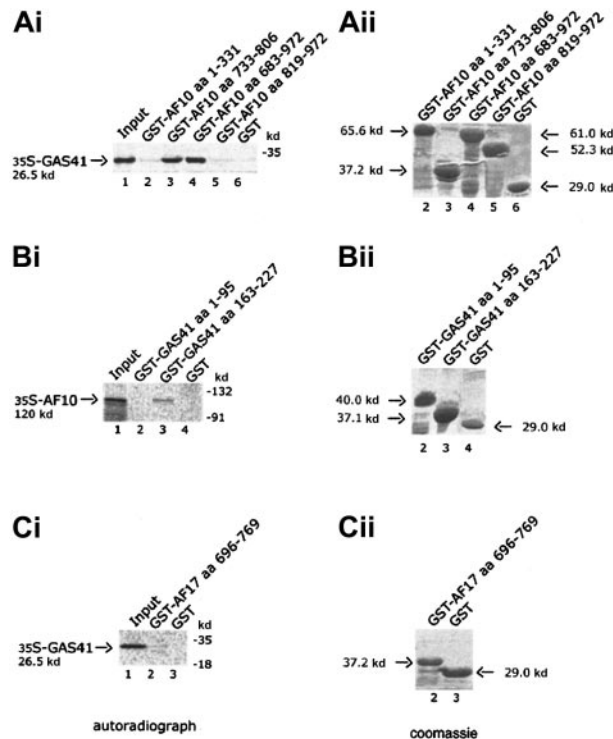 Ai
Input
GST-AF10 aa 1-331
GST-AF10 aa 733-806
GST-AF10 aa 683-972
GST-AF10 aa 819-972
GST
kd
-35
35S-GAS41
26.5 kd
1 2 3 4 5 6
Aii
GST-AF10 aa 1-331
GST-AF10 aa 733-806
GST-AF10 aa 683-972
GST-AF10 aa 819-972
GST
65.6 kd
37.2 kd
61.0 kd
52.3 kd
29.0 kd
2 3 4 5 6
Bi
Input
GST-GAS41 aa 1-95
GST-GAS41 aa 163-227
GST
kd
-132
-91
35S-AF10
120 kd
1 2 3 4
Bii
GST-GAS41 aa 1-95
GST-GAS41 aa 163-227
GST
40.0 kd
37.1 kd
29.0 kd
2 3 4
Ci
Input
GST-AF17 aa 696-769
GST
kd
-35
-18
35S-GAS41
26.5 kd
1 2 3
autoradiograph
Cii
GST-AF17 aa 696-769
GST
37.2 kd
29.0 kd
2 3
coomassie